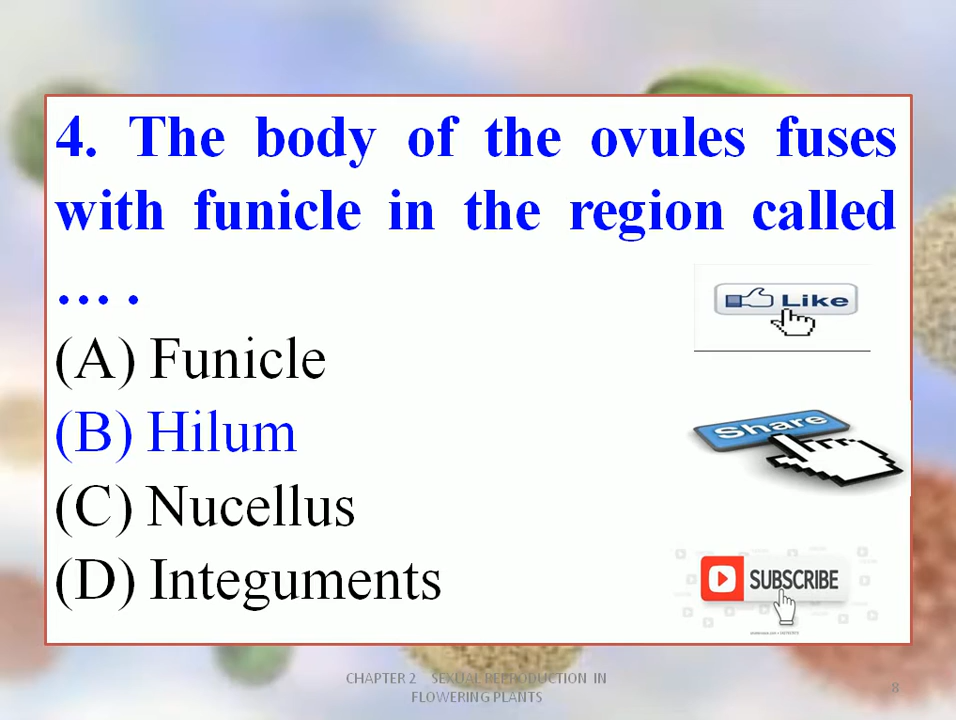 4. The body of the ovules fuses
with funicle in the region called
... .
Like
(A) Funicle
(B) Hilum
Share
(C) Nucellus
(D) Integuments
SUBSCRIBE
CHAPTER 2 SEXUAL REPRODUCTION IN
FLOWERING PLANTS
8